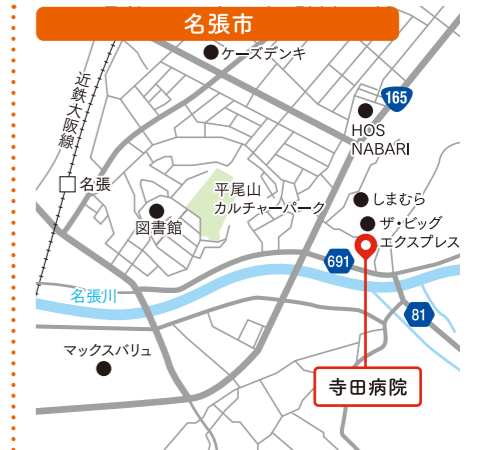 名張市
ケーズデンキ
近鉄大阪線
165
HOS
NABARI
名張
平尾山
カルチャーパーク
しまむら
図書館
ザ・ビッグ
エクスプレス
691
名張川
81
マックスバリュ
寺田病院